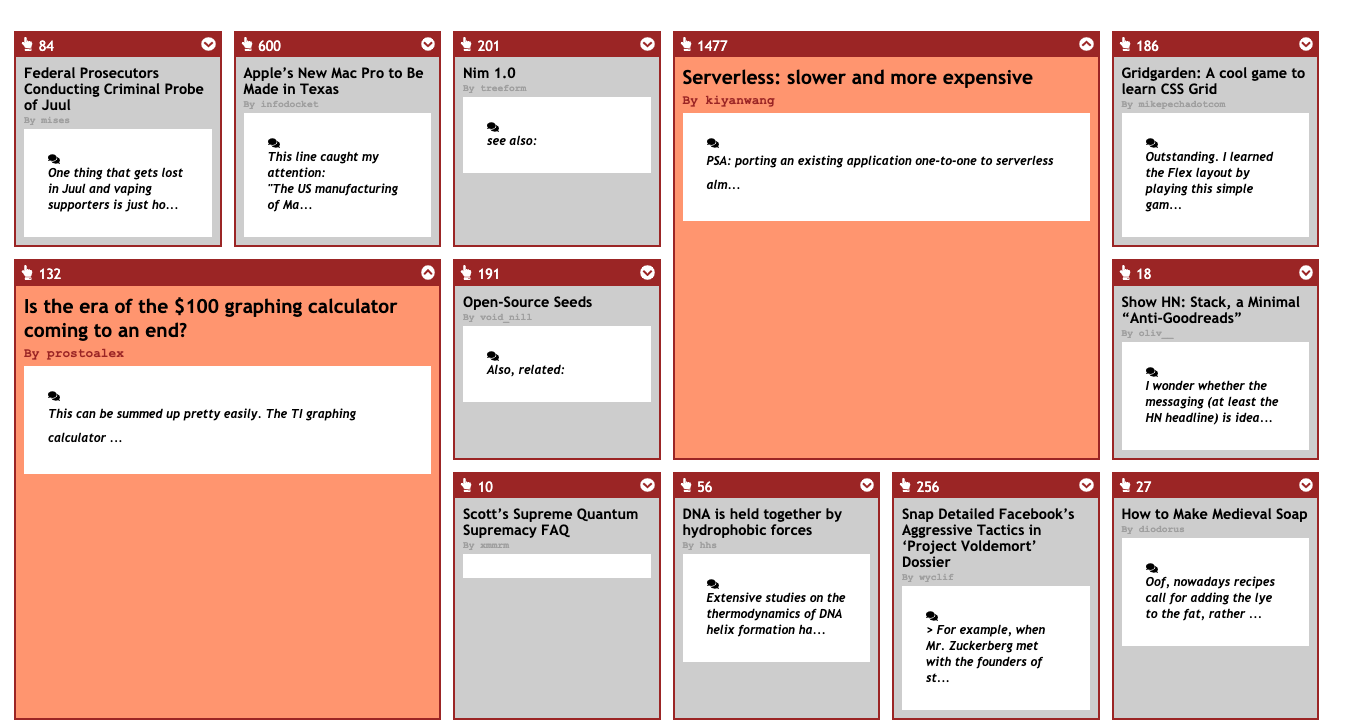 84
Federal Prosecutors
Conducting Criminal Probe
of Juul
By mises
One thing that gets lost
in Juul and vaping
supporters is just ho...
600
Apple’s New Mac Pro to Be
Made in Texas
By infodocket
This line caught my
attention:
"The US manufacturing
of Ma...
201
Nim 1.0
By treeform
see also:
1477
Serverless: slower and more expensive
By kiyanwang
PSA: porting an existing application one-to-one to serverless
alm...
186
Gridgarden: A cool game to
learn CSS Grid
By mikepechadotcom
Outstanding. I learned
the Flex layout by
playing this simple
gam...
132
Is the era of the $100 graphing calculator
coming to an end?
By prostoalex
This can be summed up pretty easily. The TI graphing
calculator ...
191
Open-Source Seeds
By void_nill
Also, related:
18
Show HN: Stack, a Minimal
“Anti-Goodreads”
By oliv__
I wonder whether the
messaging (at least the
HN headline) is idea...
10
Scott’s Supreme Quantum
Supremacy FAQ
By xmmrm
56
DNA is held together by
hydrophobic forces
By hhs
Extensive studies on the
thermodynamics of DNA
helix formation ha...
256
Snap Detailed Facebook’s
Aggressive Tactics in
‘Project Voldemort’
Dossier
By wyclif
> For example, when
Mr. Zuckerberg met
with the founders of
st...
27
How to Make Medieval Soap
By diodorus
Oof, nowadays recipes
call for adding the lye
to the fat, rather ...